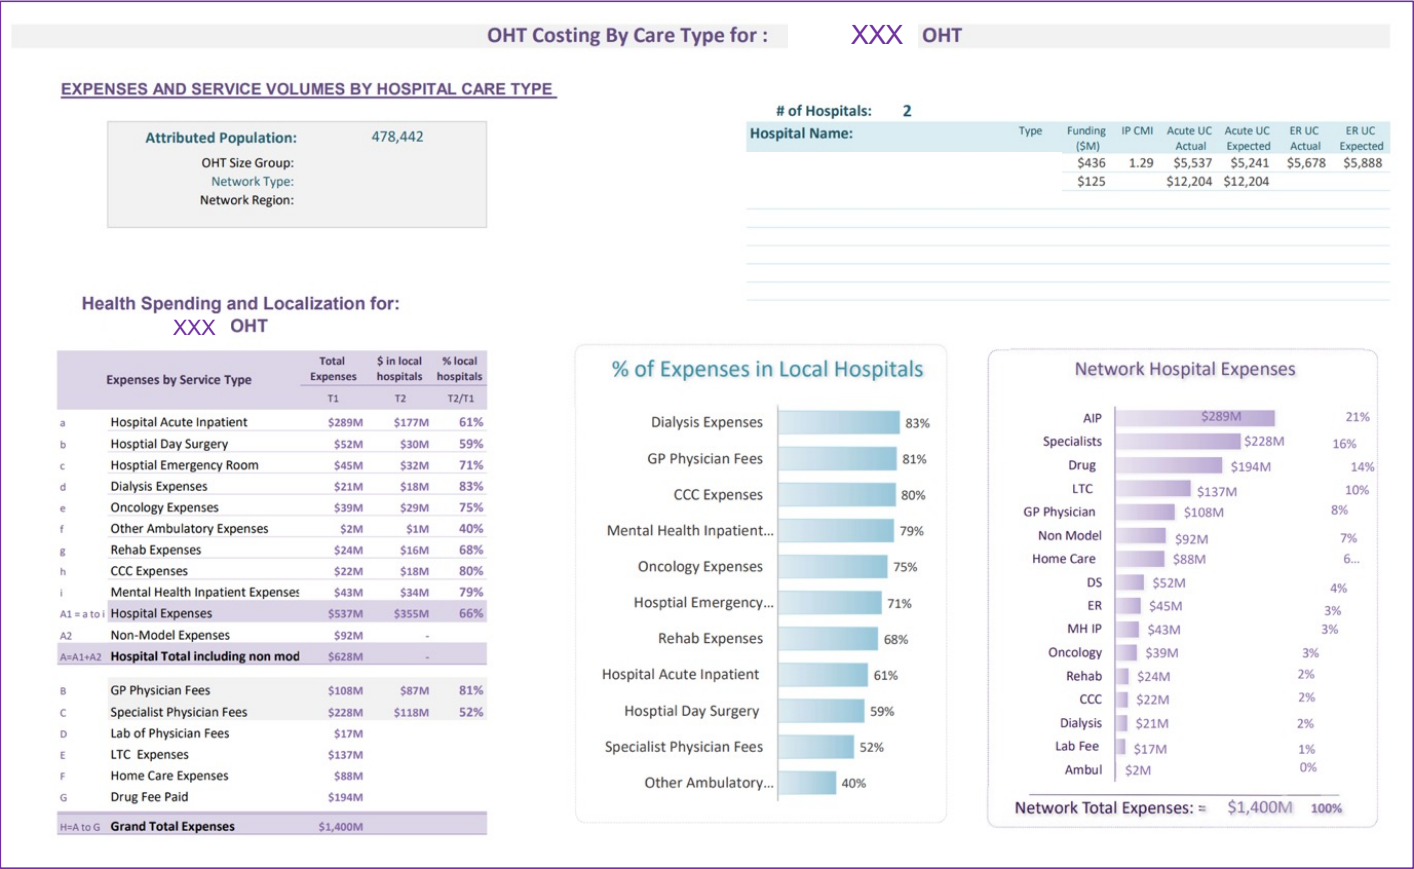 OHT Costing By Care Type for : XXX OHT
EXPENSES AND SERVICE VOLUMES BY HOSPITAL CARE TYPE
Attributed Population: 478,442
OHT Size Group:
Network Type:
Network Region:
# of Hospitals: 2
Hospital Name: Type Funding ($M) IP CMI Acute UC Actual Acute UC Expected ER UC Actual ER UC Expected
$436 1.29 $5,537 $5,241 $5,678 $5,888
$125 $12,204 $12,204
Health Spending and Localization for:
XXX OHT
Expenses by Service Type Total Expenses $ in local hospitals % local hospitals
T1 T2 T2/T1
a Hospital Acute Inpatient $289M $177M 61%
b Hosptial Day Surgery $52M $30M 59%
c Hosptial Emergency Room $45M $32M 71%
d Dialysis Expenses $21M $18M 83%
e Oncology Expenses $39M $29M 75%
f Other Ambulatory Expenses $2M $1M 40%
g Rehab Expenses $24M $16M 68%
h CCC Expenses $22M $18M 80%
i Mental Health Inpatient Expenses $43M $34M 79%
A1 = a to i Hospital Expenses $537M $355M 66%
A2 Non-Model Expenses $92M -
A=A1+A2 Hospital Total including non mod $628M -
B GP Physician Fees $108M $87M 81%
C Specialist Physician Fees $228M $118M 52%
D Lab of Physician Fees $17M
E LTC Expenses $137M
F Home Care Expenses $88M
G Drug Fee Paid $194M
H=A to G Grand Total Expenses $1,400M
% of Expenses in Local Hospitals
Dialysis Expenses 83%
GP Physician Fees 81%
CCC Expenses 80%
Mental Health Inpatient... 79%
Oncology Expenses 75%
Hosptial Emergency... 71%
Rehab Expenses 68%
Hospital Acute Inpatient 61%
Hosptial Day Surgery 59%
Specialist Physician Fees 52%
Other Ambulatory... 40%
Network Hospital Expenses
AIP $289M 21%
Specialists $228M 16%
Drug $194M 14%
LTC $137M 10%
GP Physician $108M 8%
Non Model $92M 7%
Home Care $88M 6...
DS $52M 4%
ER $45M 3%
MH IP $43M 3%
Oncology $39M 3%
Rehab $24M 2%
CCC $22M 2%
Dialysis $21M 2%
Lab Fee $17M 1%
Ambul $2M 0%
Network Total Expenses: = $1,400M 100%